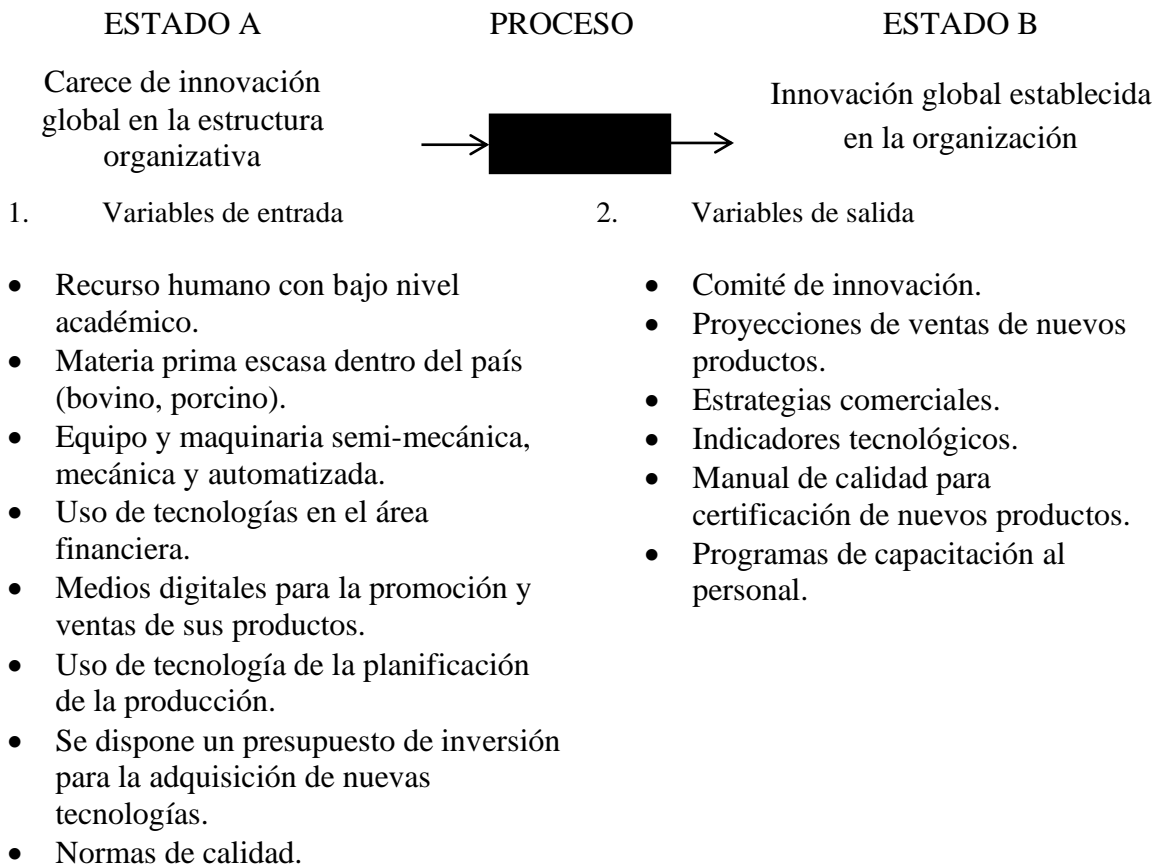 ESTADO A PROCESO ESTADO B
Carece de innovación
global en la estructura
organizativa
Innovación global establecida
en la organización
1. Variables de entrada
• Recurso humano con bajo nivel
académico.
• Materia prima escasa dentro del país
(bovino, porcino).
• Equipo y maquinaria semi-mecánica,
mecánica y automatizada.
• Uso de tecnologías en el área
financiera.
• Medios digitales para la promoción y
ventas de sus productos.
• Uso de tecnología de la planificación
de la producción.
• Se dispone un presupuesto de inversión
para la adquisición de nuevas
tecnologías.
• Normas de calidad.
2. Variables de salida
• Comité de innovación.
• Proyecciones de ventas de nuevos
productos.
• Estrategias comerciales.
• Indicadores tecnológicos.
• Manual de calidad para
certificación de nuevos productos.
• Programas de capacitación al
personal.